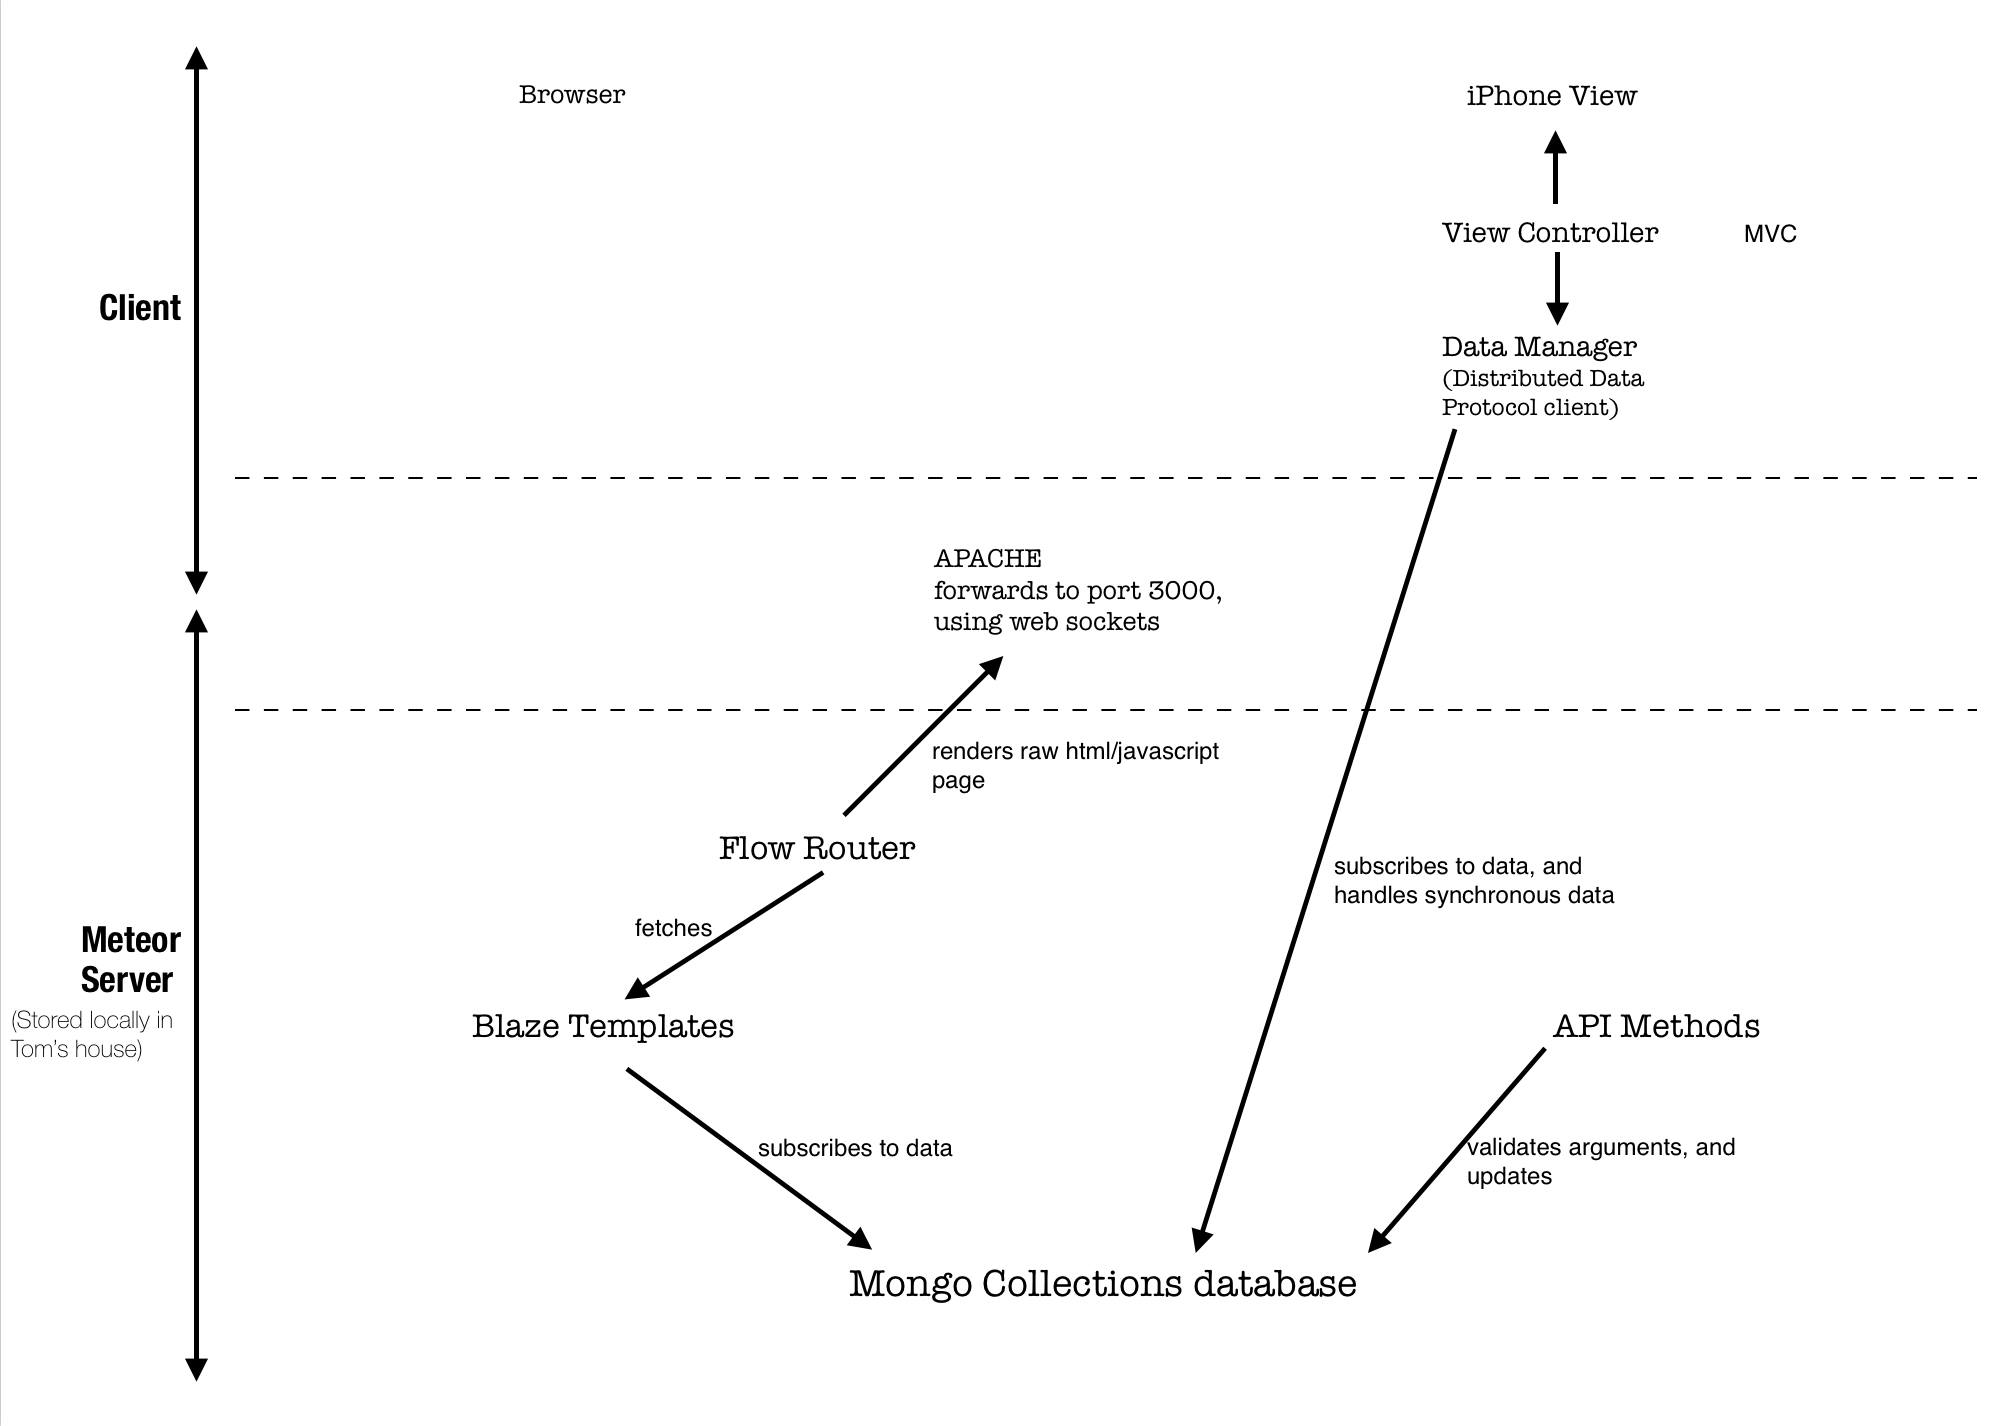 Browser
iPhone View
View Controller
MVC
Client
Data Manager
(Distributed Data
Protocol client)
APACHE
forwards to port 3000,
using web sockets
renders raw html/javascript
page
Flow Router
subscribes to data, and
handles synchronous data
fetches
Meteor
Server
(Stored locally in
Tom's house)
Blaze Templates
API Methods
subscribes to data
validates arguments, and
updates
Mongo Collections database